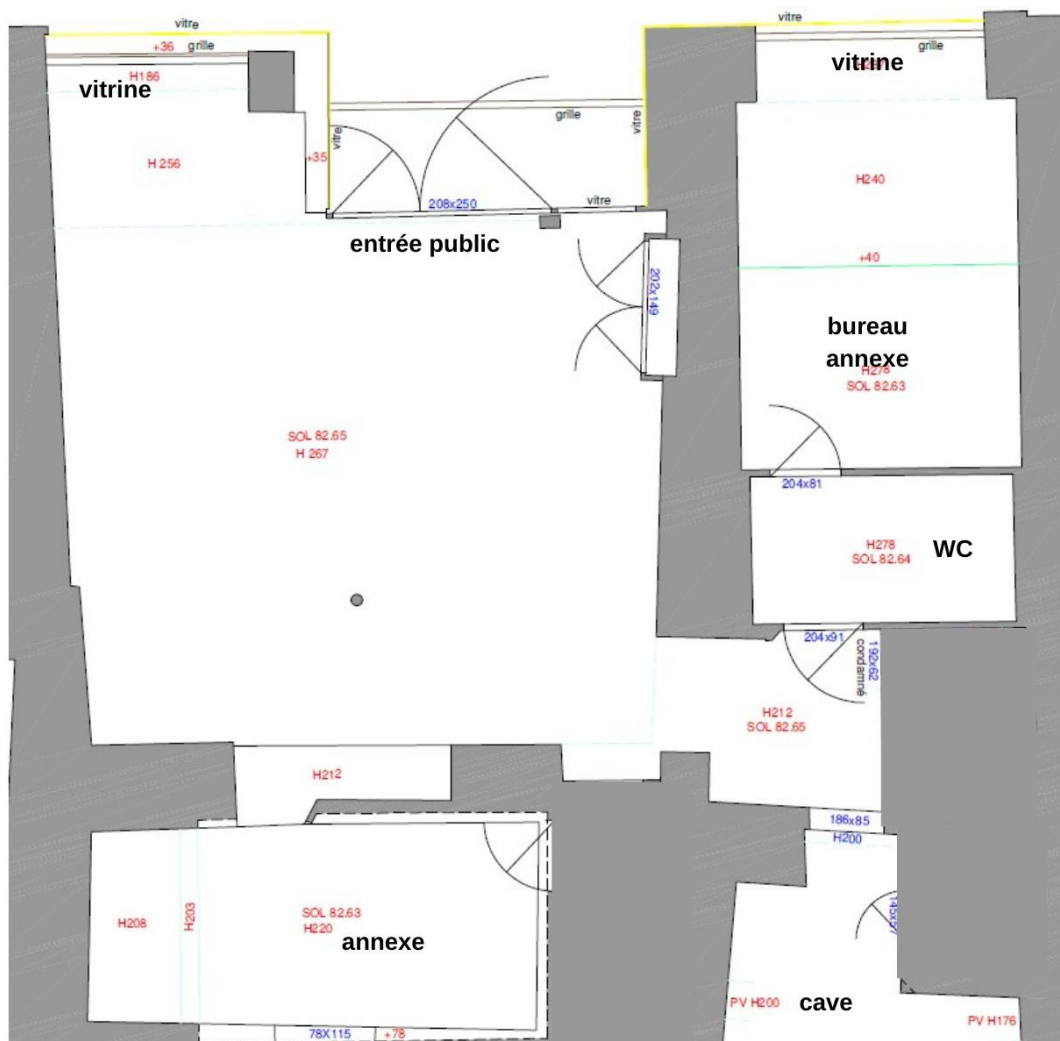 vitre
vitre
+36
grille
grille
H186
vitrine
vitrine
grille
vitre
vitre
H 256
+35
H240
208x250
vitre
entrée public
+40
202x149
bureau
annexe
H278
SOL 82.63
SOL 82.65
H 267
204x81
H278
SOL 82.64
WC
204x91
condamné
192x62
H212
SOL 82.65
H212
186x85
H200
H208
H203
SOL 82.63
H220
annexe
PV H200
cave
PV H176
78X115
+78